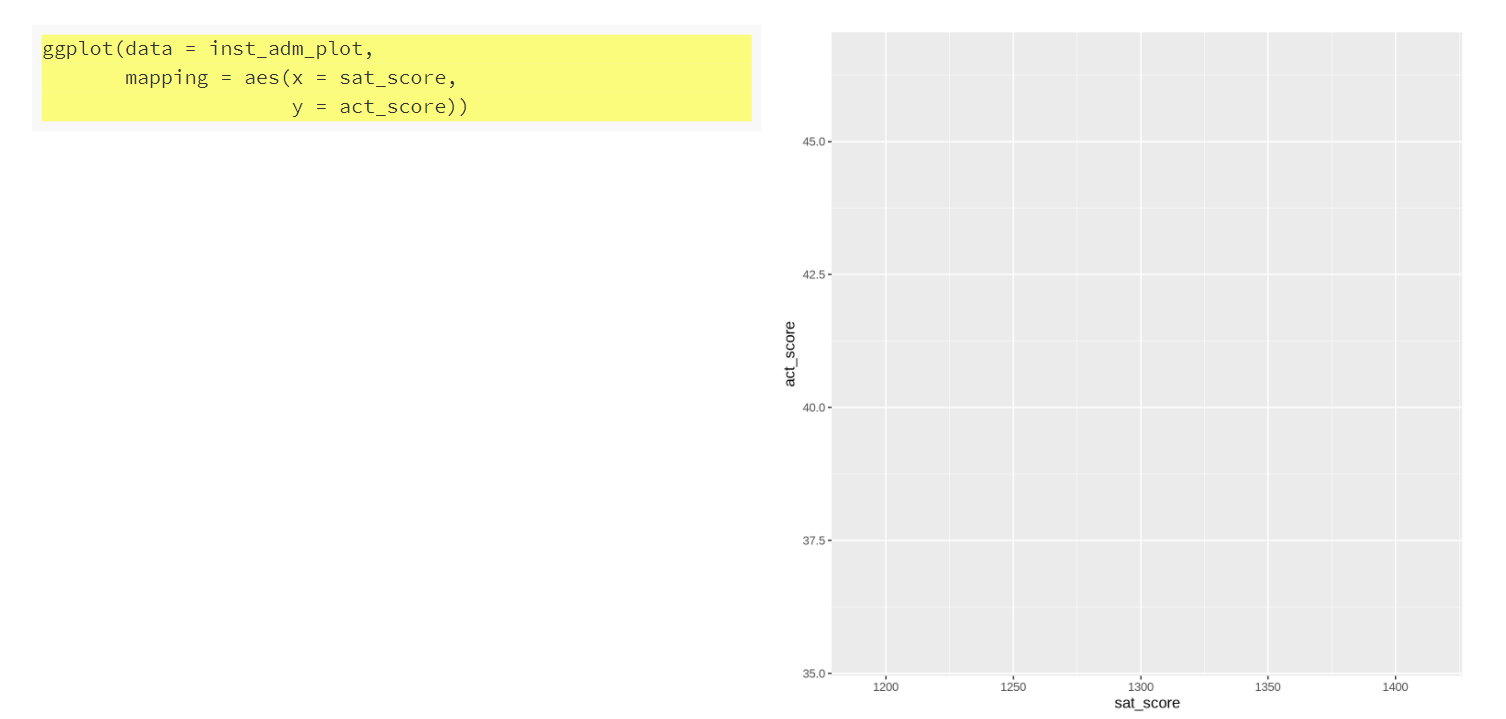 ggplot(data = inst_adm_plot,
mapping = aes(x = sat_score,
y = act_score))
45.0
42.5
40.0
37.5
35.0
act_score
1200 1250 1300 1350 1400
sat_score